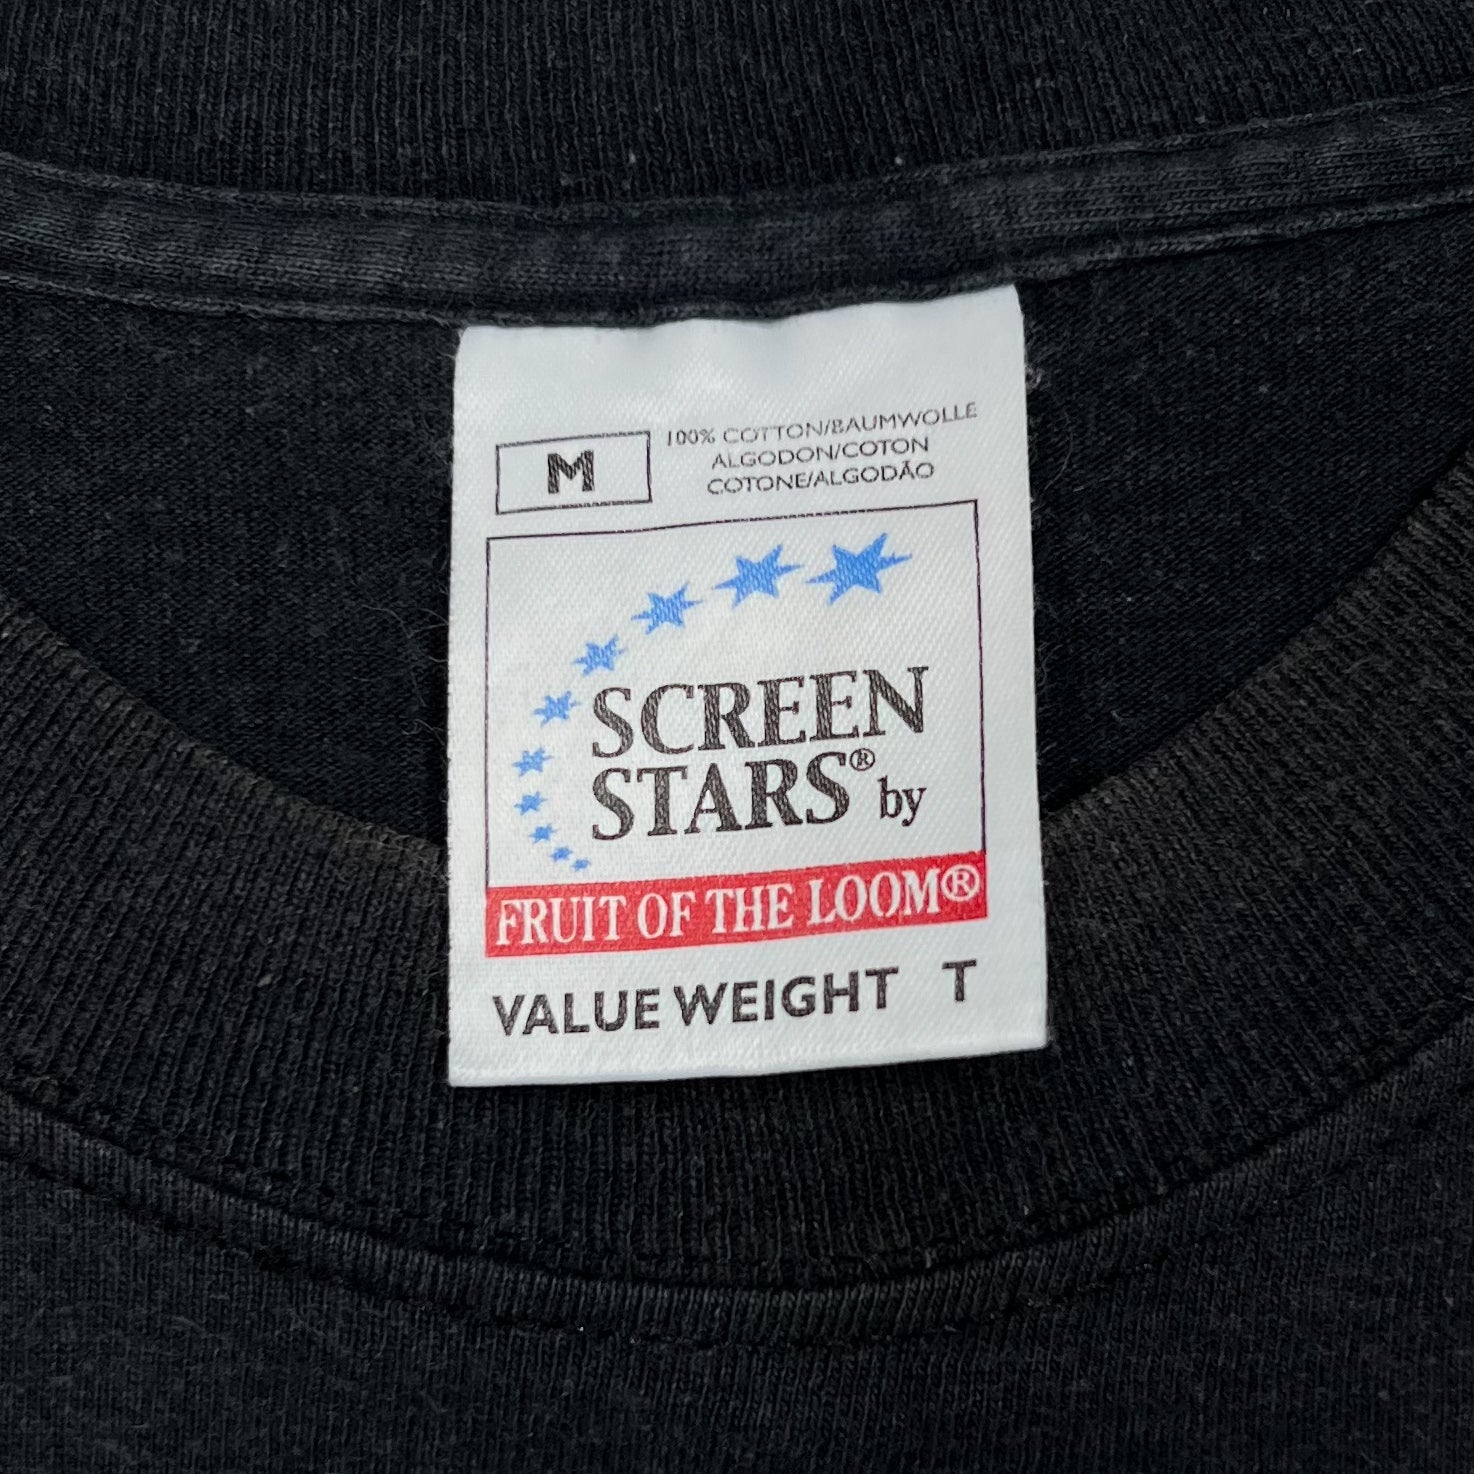 M
100% COTTON/BAUMWOLLE
ALGODON/COTON
COTONE/ALGODÃO
SCREEN
STARS® by
FRUIT OF THE LOOM®
VALUE WEIGHT T